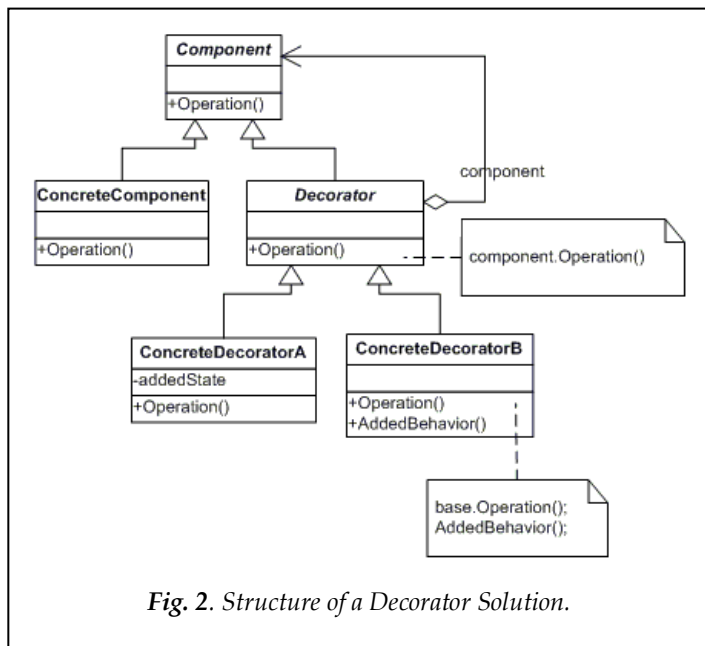 Component
+Operation()
component
ConcreteComponent
+Operation()
Decorator
+Operation()
component.Operation()
ConcreteDecoratorA
-addedState
+Operation()
ConcreteDecoratorB
+Operation()
+AddedBehavior()
base.Operation();
AddedBehavior();
Fig. 2. Structure of a Decorator Solution.